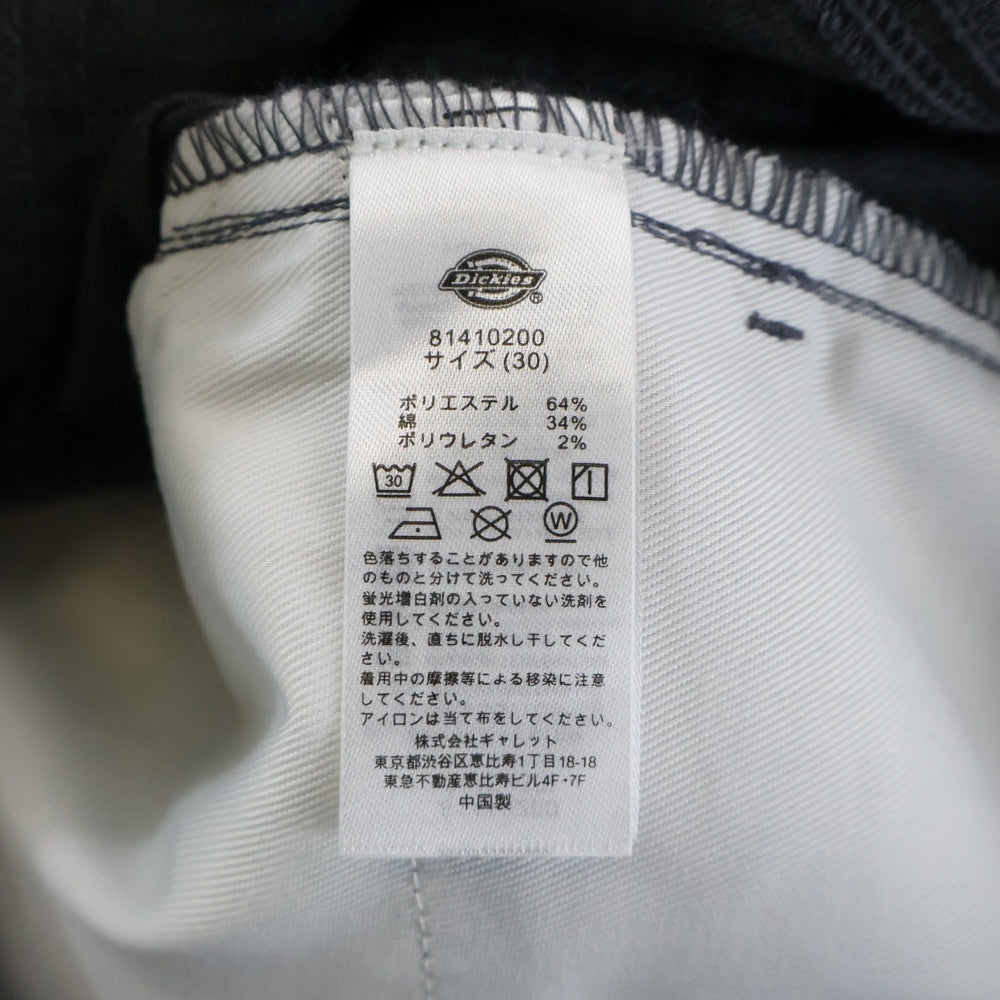 Dickies®
81410200
サイズ(30)
ポリエステル 64%
綿 34%
ポリウレタン 2%
30
W
色落ちすることがありますので他
のものと分けて洗ってください。
蛍光増白剤の入っていない洗剤を
使用してください。
洗濯後、直ちに脱水し干してくだ
さい。
着用中の摩擦等による移染に注意
してください。
アイロンは当て布をしてください。
株式会社ギャレット
東京都渋谷区恵比寿1丁目18-18
東急不動産恵比寿ビル4F・7F
中国製